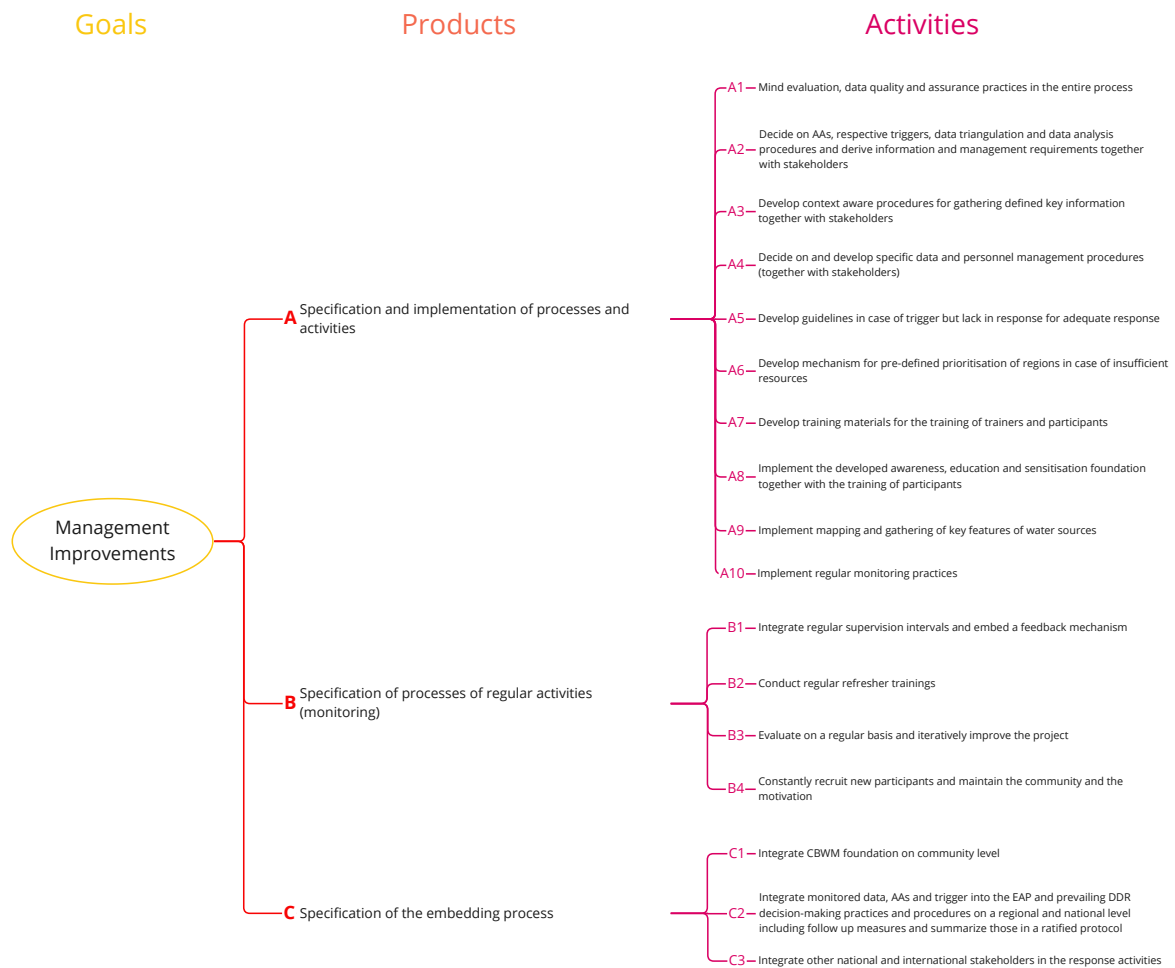 Goals
Products
Activities
Management
Improvements
A
Specification and implementation of processes and
activities
A1
Mind evaluation, data quality and assurance practices in the entire process
A2
Decide on AAs, respective triggers, data triangulation and data analysis
procedures and derive information and management requirements together
with stakeholders
A3
Develop context aware procedures for gathering defined key information
together with stakeholders
A4
Decide on and develop specific data and personnel management procedures
(together with stakeholders)
A5
Develop guidelines in case of trigger but lack in response for adequate response
A6
Develop mechanism for pre-defined prioritisation of regions in case of insufficient
resources
A7
Develop training materials for the training of trainers and participants
A8
Implement the developed awareness, education and sensitisation foundation
together with the training of participants
A9
Implement mapping and gathering of key features of water sources
A10
Implement regular monitoring practices
B
Specification of processes of regular activities
(monitoring)
B1
Integrate regular supervision intervals and embed a feedback mechanism
B2
Conduct regular refresher trainings
B3
Evaluate on a regular basis and iteratively improve the project
B4
Constantly recruit new participants and maintain the community and the
motivation
C
Specification of the embedding process
C1
Integrate CBWM foundation on community level
C2
Integrate monitored data, AAs and trigger into the EAP and prevailing DDR
decision-making practices and procedures on a regional and national level
including follow up measures and summarize those in a ratified protocol
C3
Integrate other national and international stakeholders in the response activities